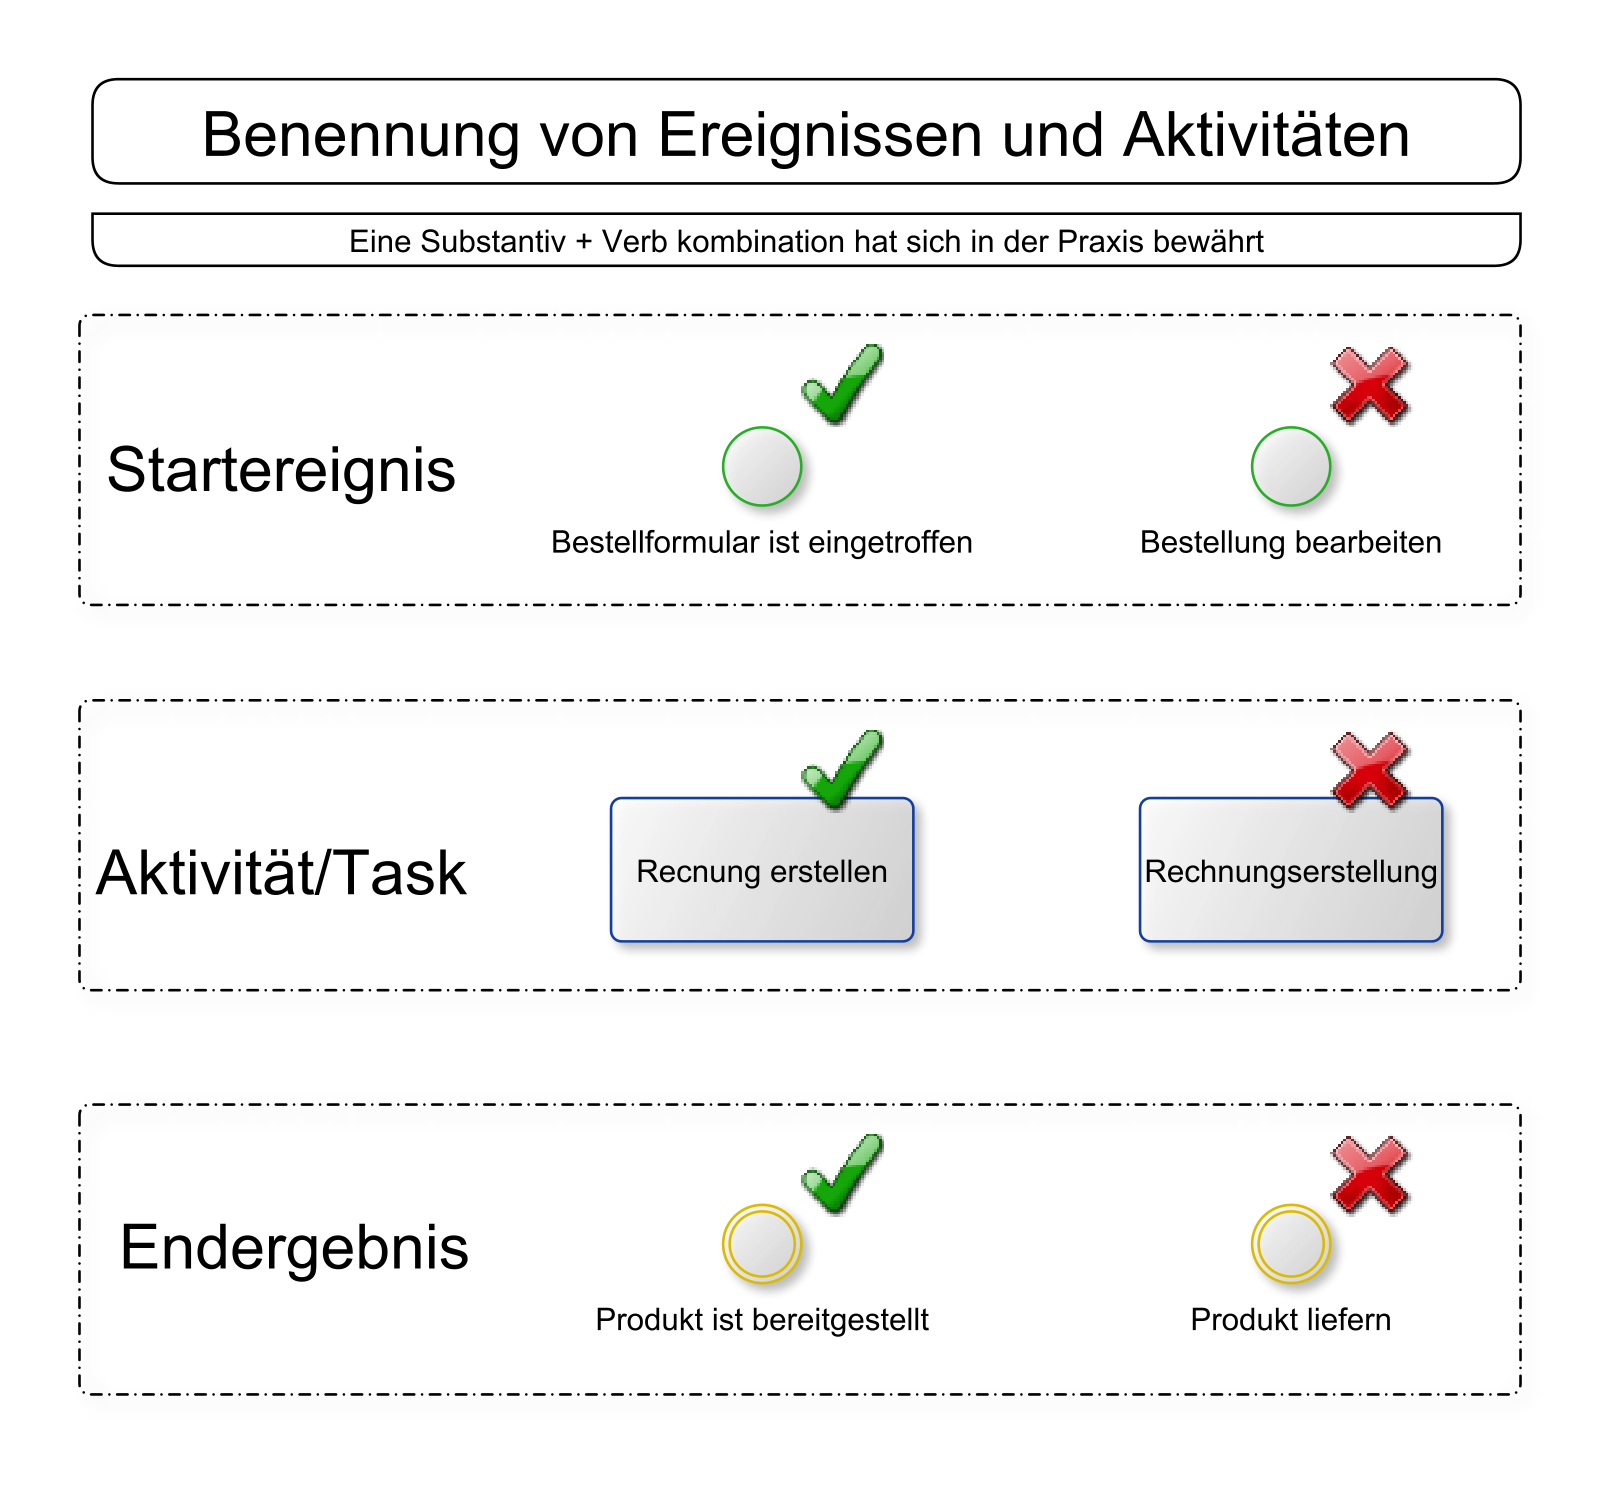 Benennung von Ereignissen und Aktivitäten
Eine Substantiv + Verb kombination hat sich in der Praxis bewährt
Startereignis
Bestellformular ist eingetroffen
Bestellung bearbeiten
Aktivität/Task
Recnung erstellen
Rechnungserstellung
Endergebnis
Produkt ist bereitgestellt
Produkt liefern